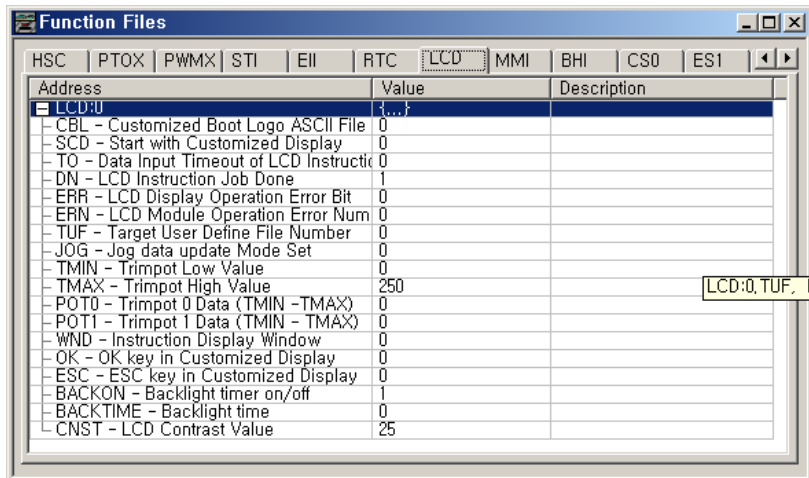 Function Files
HSC PTOX PWMX STI EII RTC LCD MMI BHI CS0 ES1
Address Value Description
LCD:0 {...}
CBL - Customized Boot Logo ASCII File 0
SCD - Start with Customized Display 0
TO - Data Input Timeout of LCD Instructi 0
DN - LCD Instruction Job Done 1
ERR - LCD Display Operation Error Bit 0
ERN - LCD Module Operation Error Num 0
TUF - Target User Define File Number 0
JOG - Jog data update Mode Set 0
TMIN - Trimpot Low Value 0
TMAX - Trimpot High Value 250
LCD:0,TUF,
POT0 - Trimpot 0 Data (TMIN -TMAX) 0
POT1 - Trimpot 1 Data (TMIN - TMAX) 0
WND - Instruction Display Window 0
OK - OK key in Customized Display 0
ESC - ESC key in Customized Display 0
BACKON - Backlight timer on/off 1
BACKTIME - Backlight time 0
CNST - LCD Contrast Value 25